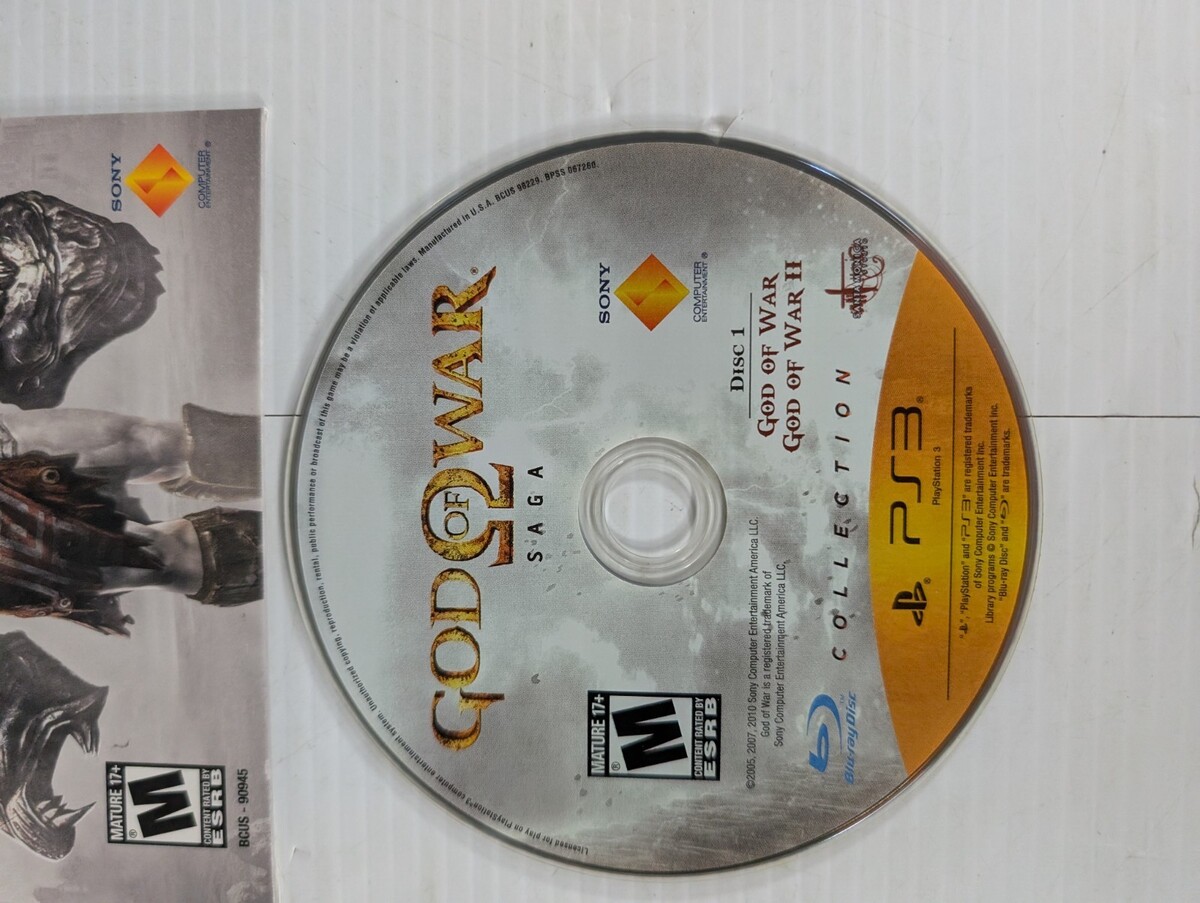 SONY
COMPUTER
ENTERTAINMENT®
MATURE 17+
M
®
CONTENT RATED BY
ESRB
BCUS - 90945
Licensed for play on PlayStation®3 computer entertainment system. Unauthorized copying, reproduction, rental, public performance or broadcast of this game may be a violation of applicable laws. Manufactured in U.S.A. BCUS 98229. BPSS 067260.
GOD OF WAR®
SAGA
SONY
COMPUTER
ENTERTAINMENT®
MATURE 17+
M
®
CONTENT RATED BY
ESRB
DISC 1
GOD OF WAR
GOD OF WAR II
©2005, 2007, 2010 Sony Computer Entertainment America LLC.
God of War is a registered trademark of
Sony Computer Entertainment America LLC.
COLLECTION
Blu-ray Disc™
PS3®
PlayStation 3
", "PlayStation" and "PS3" are registered trademarks
of Sony Computer Entertainment Inc.
Library programs © Sony Computer Entertainment Inc.
"Blu-ray Disc" and " " are trademarks.